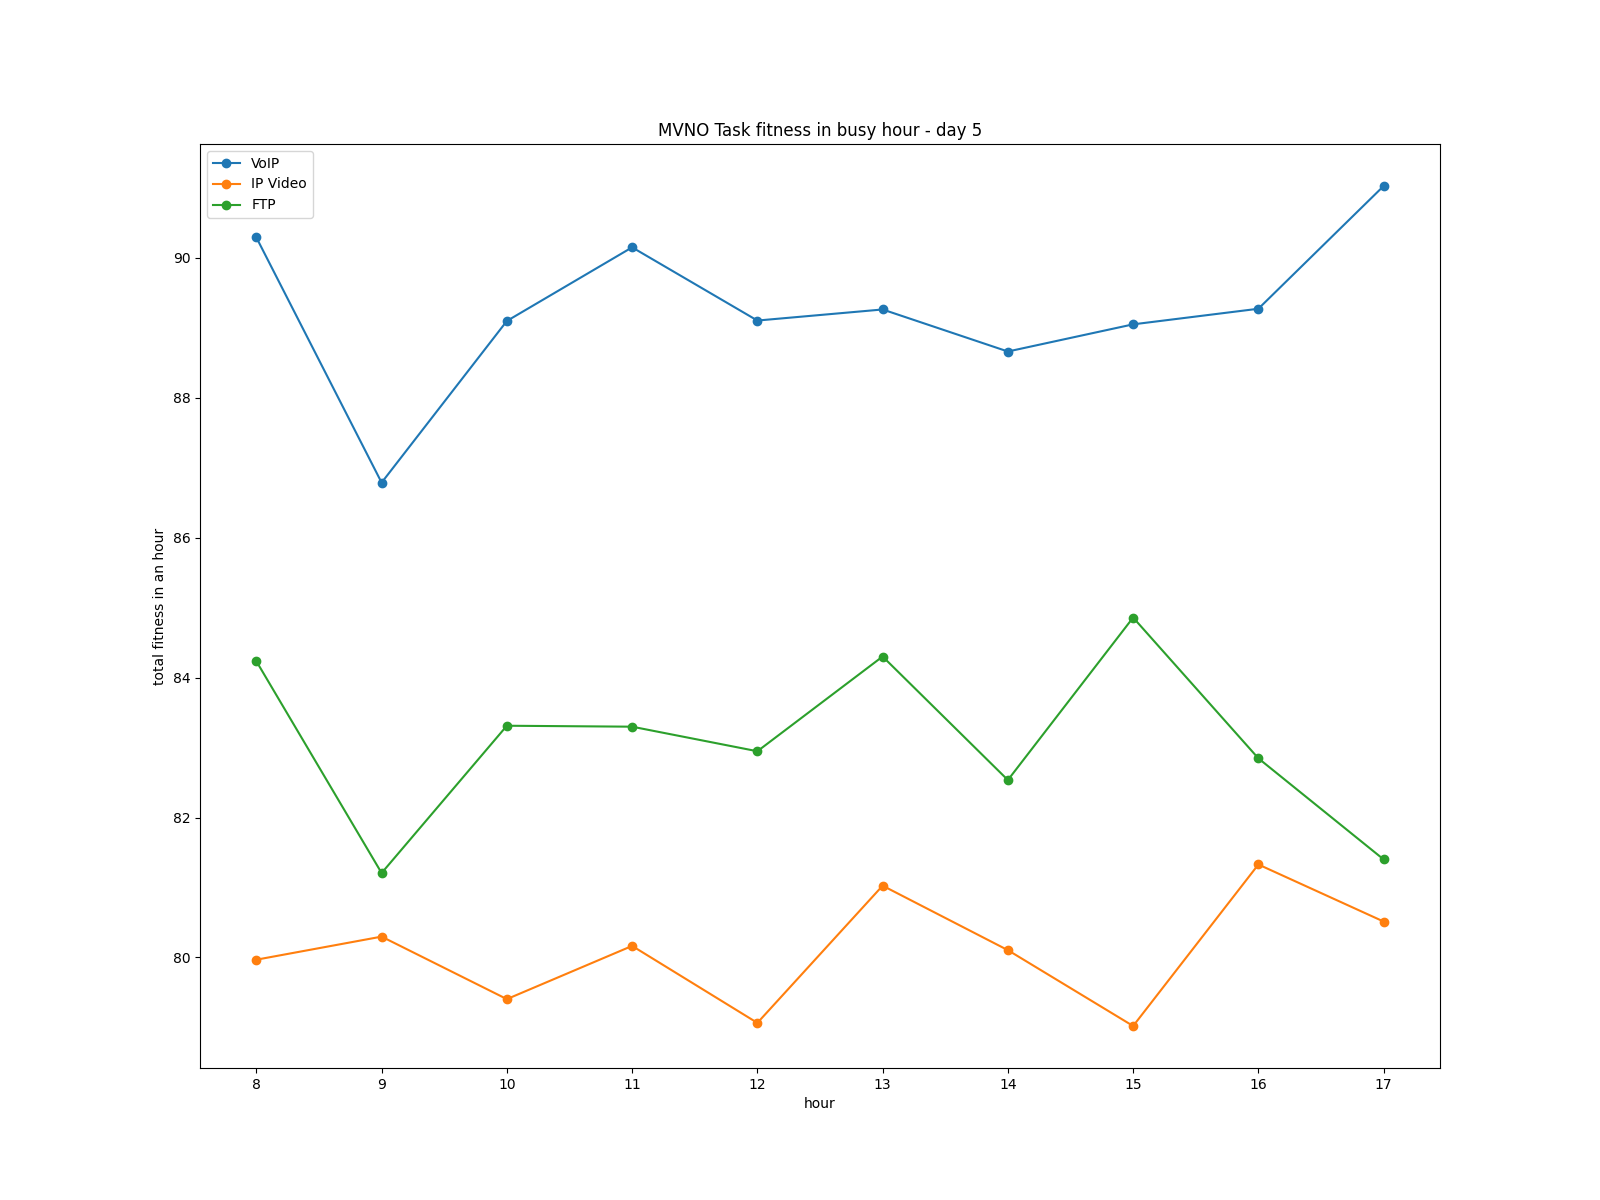 MVNO Task fitness in busy hour - day 5
VoIP
IP Video
FTP
90
88
86
84
82
80
total fitness in an hour
8 9 10 11 12 13 14 15 16 17
hour